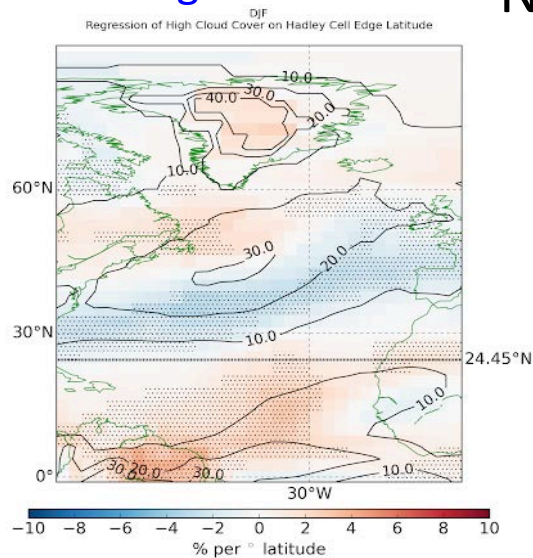 DJF
Regression of High Cloud Cover on Hadley Cell Edge Latitude
10.0
30.0
40.0
10.0
10.0
60°N
30.0
20.0
30°N
10.0
24.45°N
10.0
30.0
20.0
30.0
10.0
0°
30°W
−10 −8 −6 −4 −2 0 2 4 6 8 10
% per ° latitude